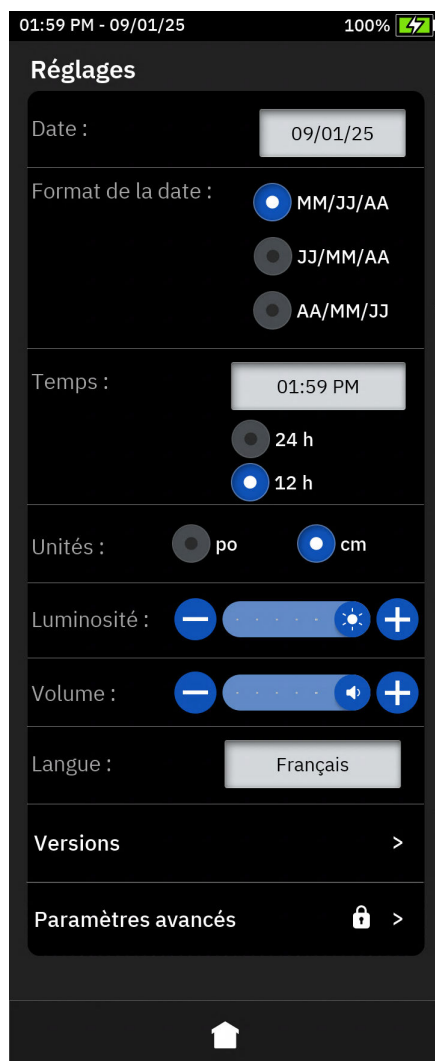 01:59 PM - 09/01/25 100%
Réglages
Date : 09/01/25
Format de la date : MM/JJ/AA
JJ/MM/AA
AA/MM/JJ
Temps : 01:59 PM
24 h
12 h
Unités : po cm
Luminosité :
Volume :
Langue : Français
Versions >
Paramètres avancés >